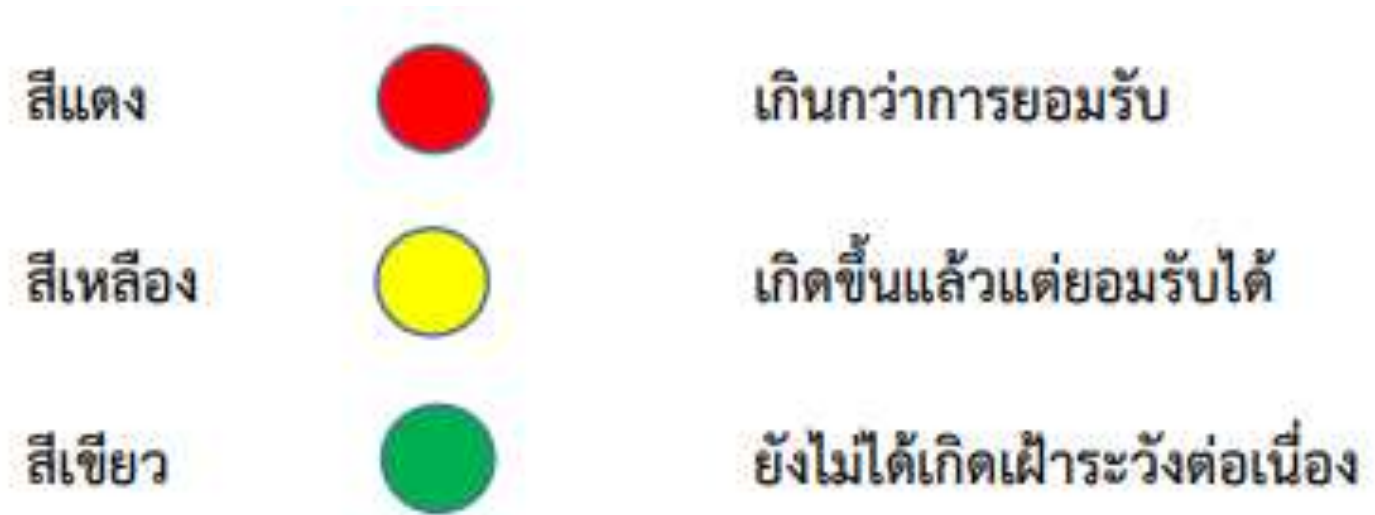 สีแดง เกินกว่าการยอมรับ
สีเหลือง เกิดขึ้นแล้วแต่ยอมรับได้
สีเขียว ยังไม่ได้เกิดเฝ้าระวังต่อเนื่อง